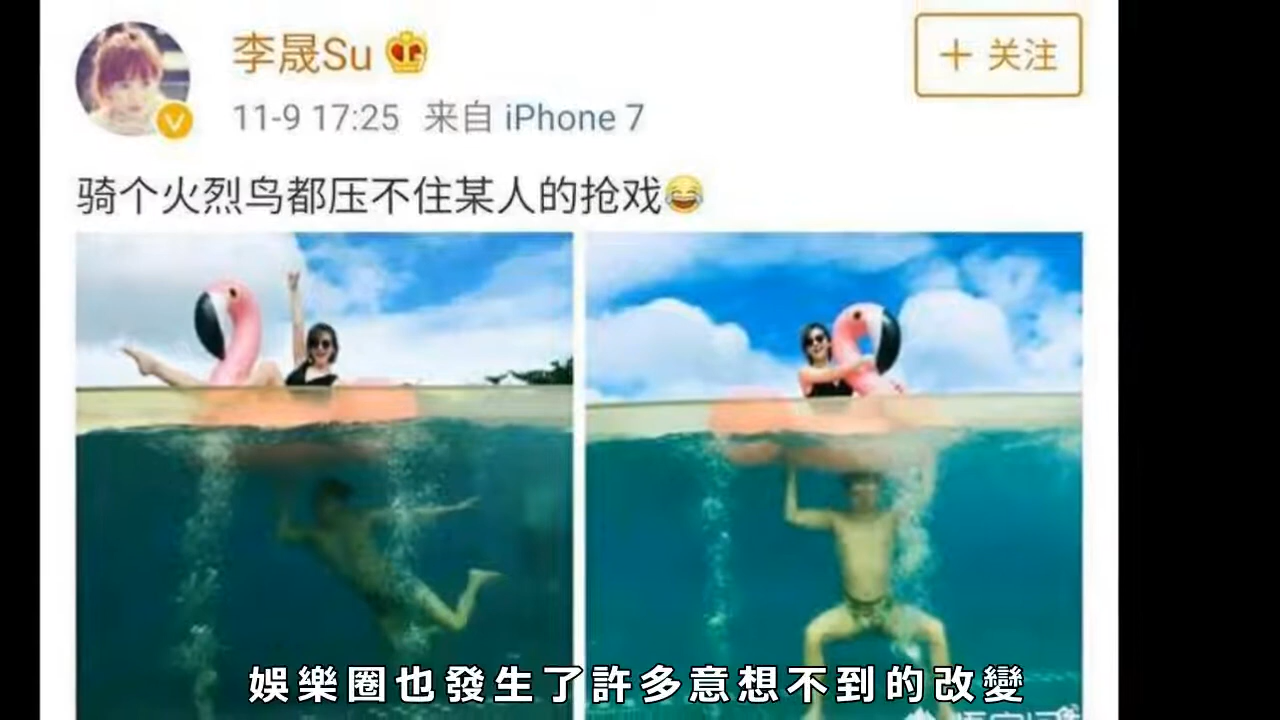 李晟Su
+ 关注
11-9 17:25 来自 iPhone 7
骑个火烈鸟都压不住某人的抢戏😂
娛樂圈也發生了許多意想不到的改變